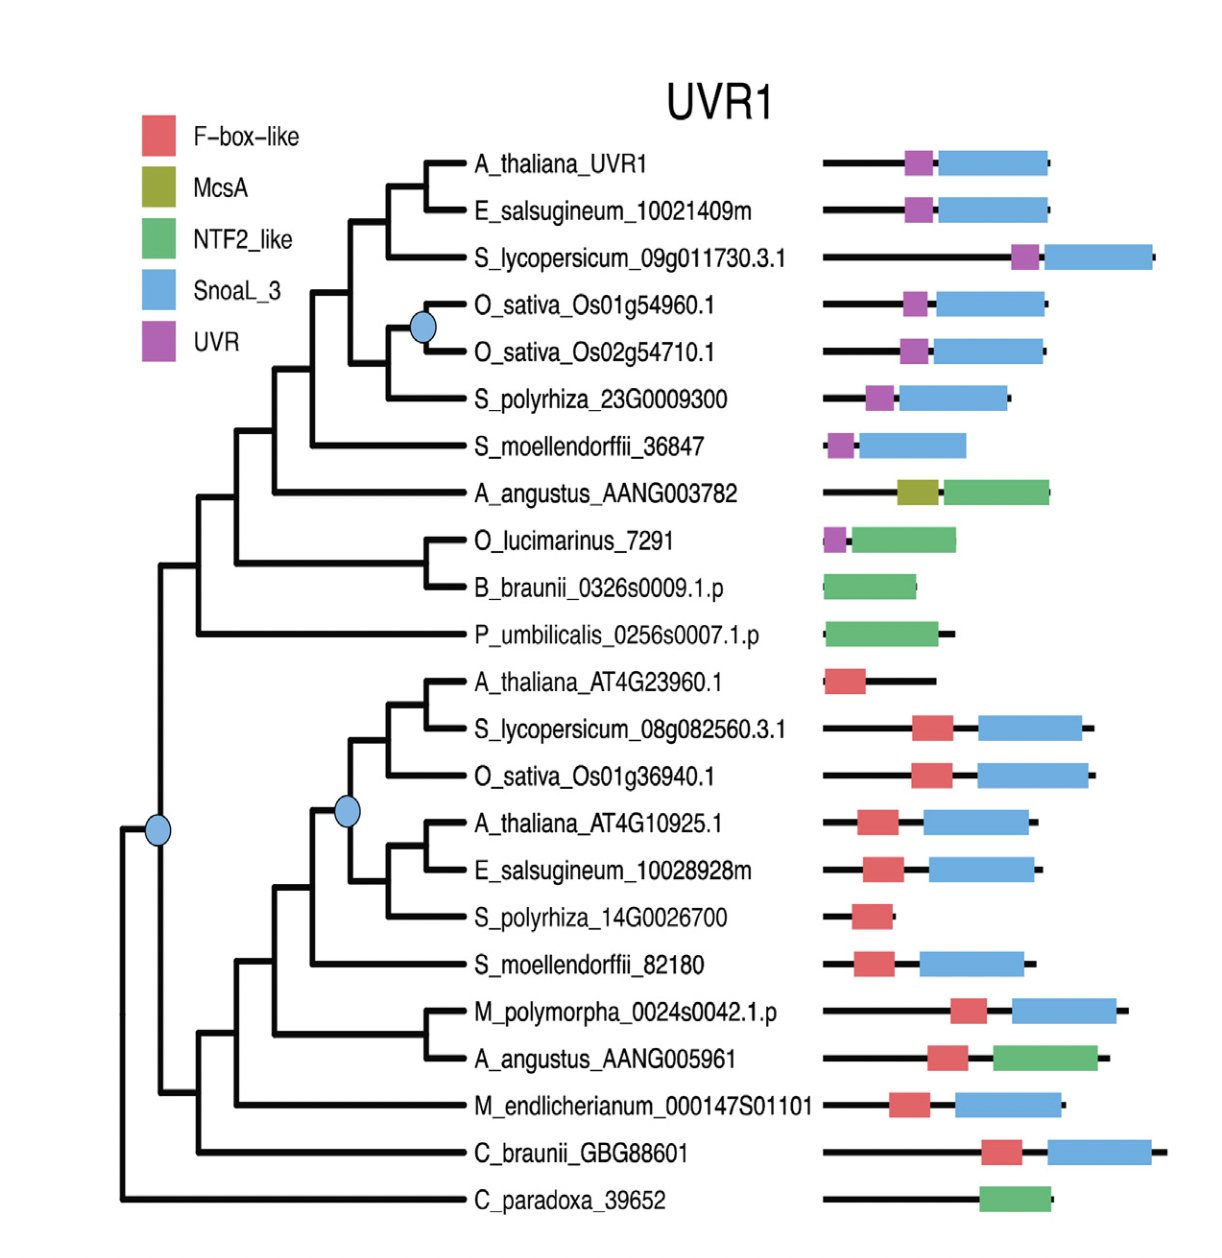 UVR1
F-box-like
McsA
NTF2_like
SnoaL_3
UVR
A_thaliana_UVR1
E_salsugineum_10021409m
S_lycopersicum_09g011730.3.1
O_sativa_Os01g54960.1
O_sativa_Os02g54710.1
S_polyrhiza_23G0009300
S_moellendorffii_36847
A_angustus_AANG003782
O_lucimarinus_7291
B_braunii_0326s0009.1.p
P_umbilicalis_0256s0007.1.p
A_thaliana_AT4G23960.1
S_lycopersicum_08g082560.3.1
O_sativa_Os01g36940.1
A_thaliana_AT4G10925.1
E_salsugineum_10028928m
S_polyrhiza_14G0026700
S_moellendorffii_82180
M_polymorpha_0024s0042.1.p
A_angustus_AANG005961
M_endlicherianum_000147S01101
C_braunii_GBG88601
C_paradoxa_39652